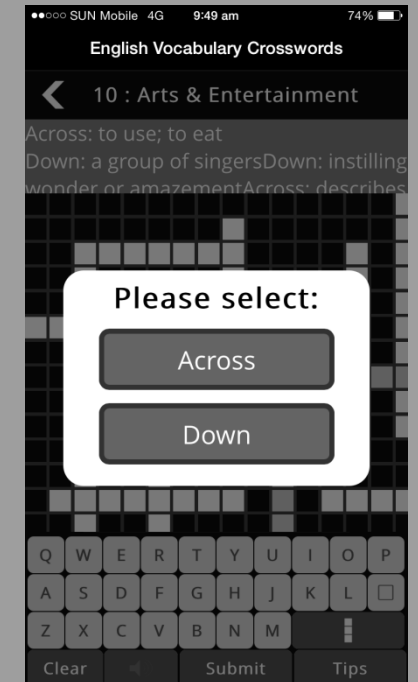 SUN Mobile 4G 9:49 am 74%
English Vocabulary Crosswords
10 : Arts & Entertainment
Across: to use; to eat
Down: a group of singersDown: instilling
wonder or amazementAcross: describes
Please select:
Across
Down
Q W E R T Y U I O P
A S D F G H J K L
Z X C V B N M
Clear Submit Tips